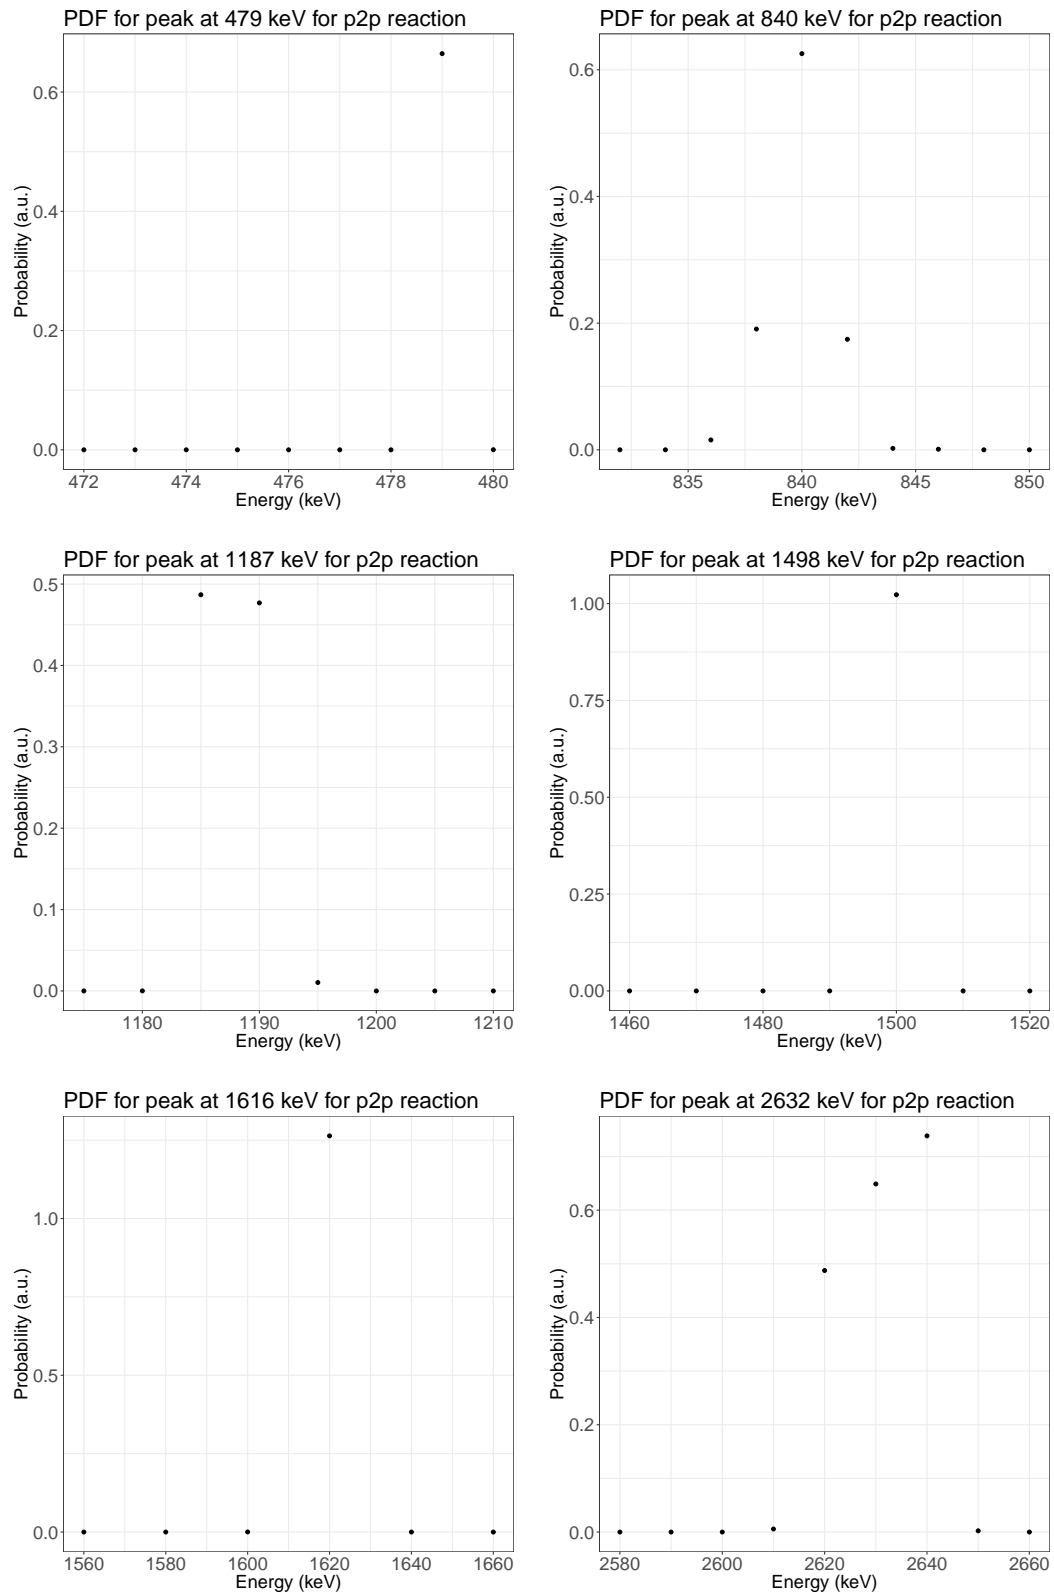 PDF for peak at 479 keV for p2p reaction
Probability (a.u.)
0.6
0.4
0.2
0.0
472 474 476 478 480
Energy (keV)
PDF for peak at 840 keV for p2p reaction
Probability (a.u.)
0.6
0.4
0.2
0.0
835 840 845 850
Energy (keV)
PDF for peak at 1187 keV for p2p reaction
Probability (a.u.)
0.5
0.4
0.3
0.2
0.1
0.0
1180 1190 1200 1210
Energy (keV)
PDF for peak at 1498 keV for p2p reaction
Probability (a.u.)
1.00
0.75
0.50
0.25
0.00
1460 1480 1500 1520
Energy (keV)
PDF for peak at 1616 keV for p2p reaction
Probability (a.u.)
1.0
0.5
0.0
1560 1580 1600 1620 1640 1660
Energy (keV)
PDF for peak at 2632 keV for p2p reaction
Probability (a.u.)
0.6
0.4
0.2
0.0
2580 2600 2620 2640 2660
Energy (keV)